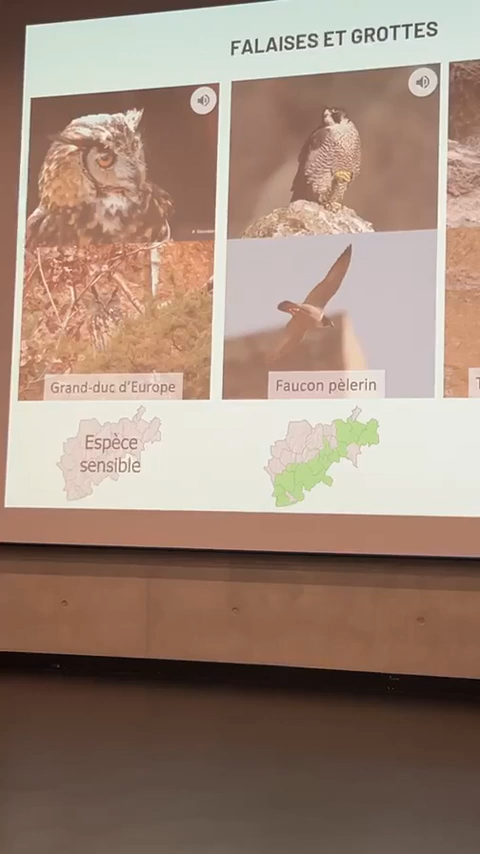 FALAISES ET GROTTES
Grand-duc d'Europe
Faucon pèlerin
Espèce
sensible